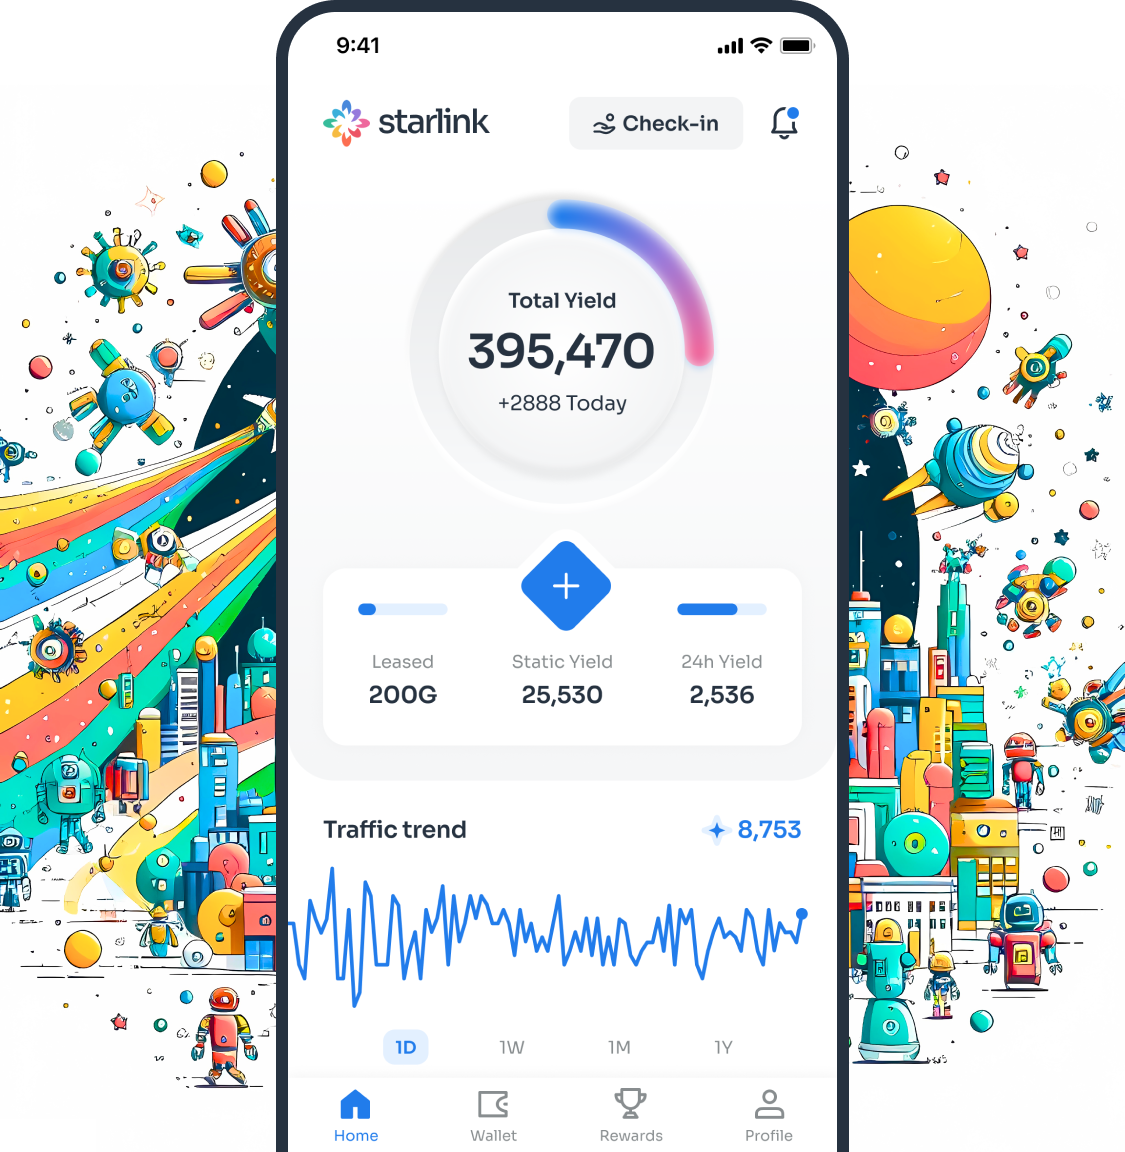 9:41
starlink
Check-in
Total Yield
395,470
+2888 Today
Leased
Static Yield
24h Yield
200G
25,530
2,536
Traffic trend
8,753
1D
1W
1M
1Y
Home
Wallet
Rewards
Profile